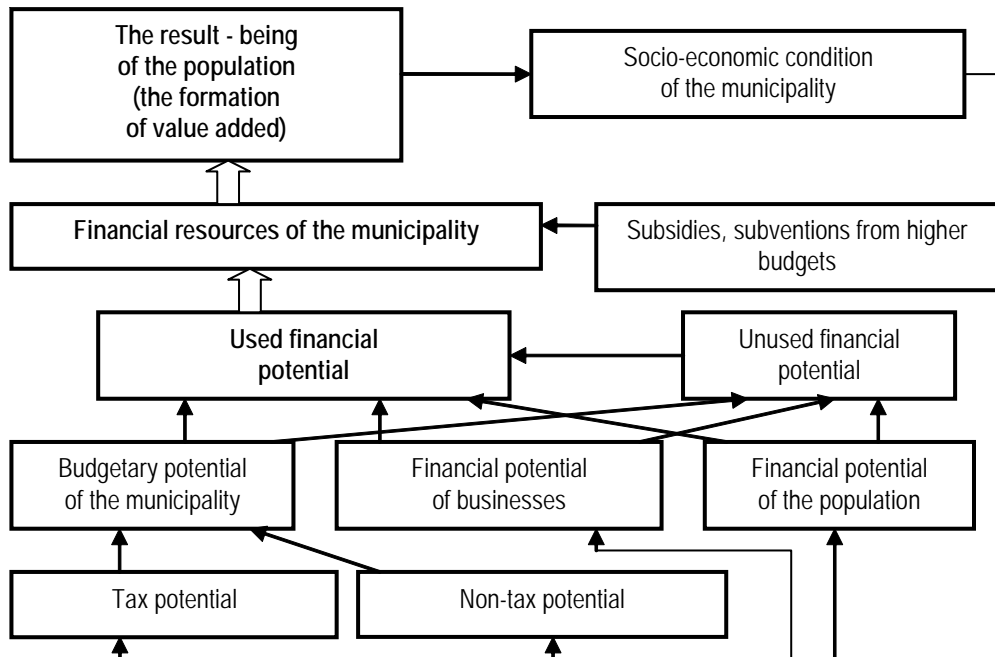 The result - being
of the population
(the formation
of value added)
Socio-economic condition
of the municipality
Financial resources of the municipality
Subsidies, subventions from higher
budgets
Used financial
potential
Unused financial
potential
Budgetary potential
of the municipality
Financial potential
of businesses
Financial potential
of the population
Tax potential
Non-tax potential